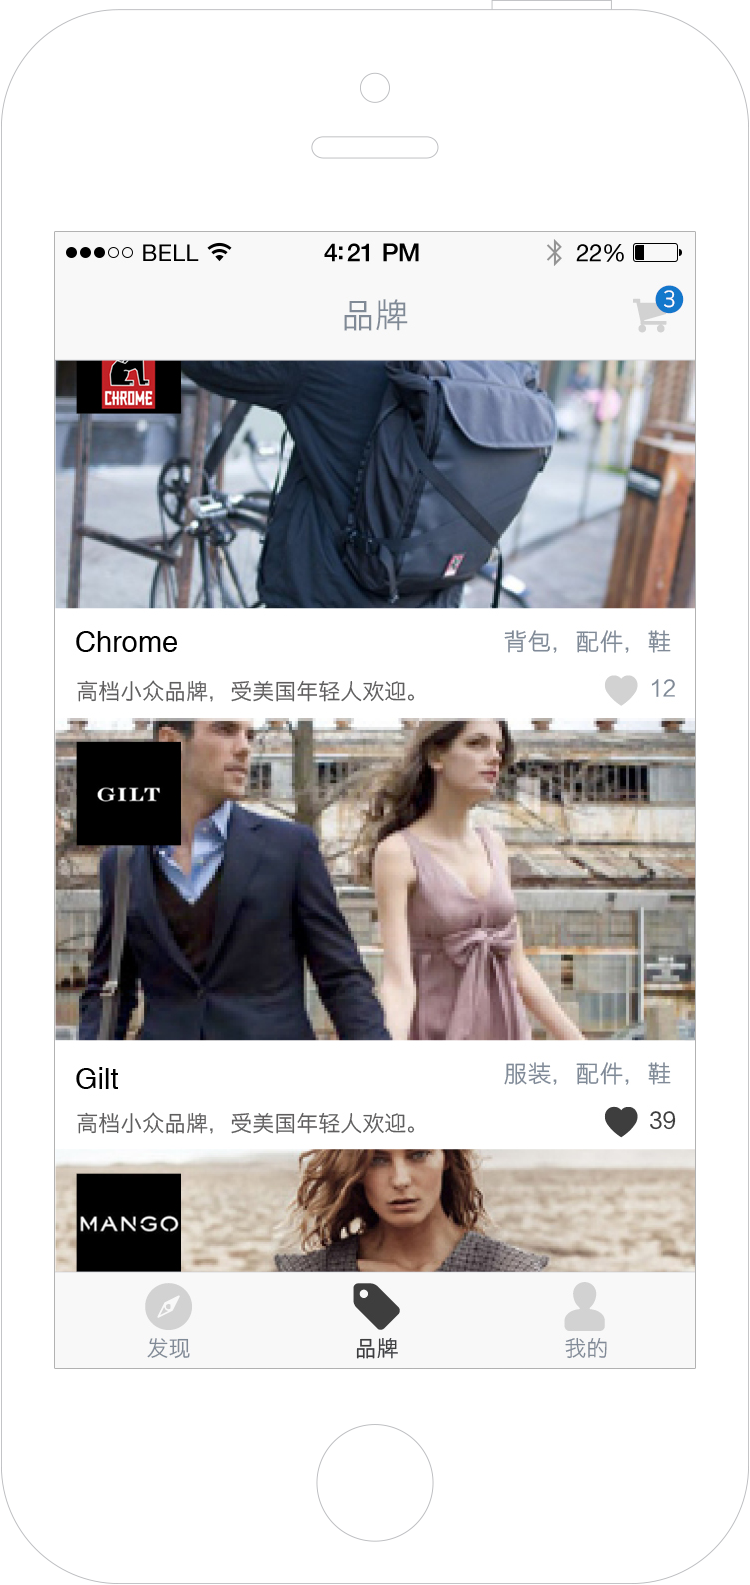 BELL 4:21 PM 22%
品牌 3
CHROME
Chrome 背包，配件，鞋
高档小众品牌，受美国年轻人欢迎。 12
GILT
Gilt 服装，配件，鞋
高档小众品牌，受美国年轻人欢迎。 39
MANGO
发现 品牌 我的